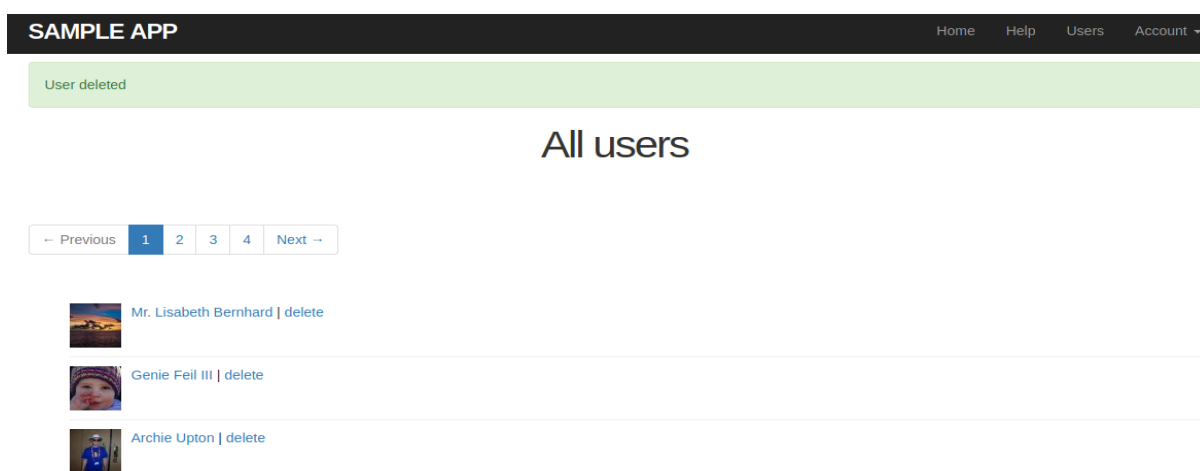 SAMPLE APP Home Help Users Account
User deleted
All users
← Previous 1 2 3 4 Next →
Mr. Lisabeth Bernhard | delete
Genie Feil III | delete
Archie Upton | delete